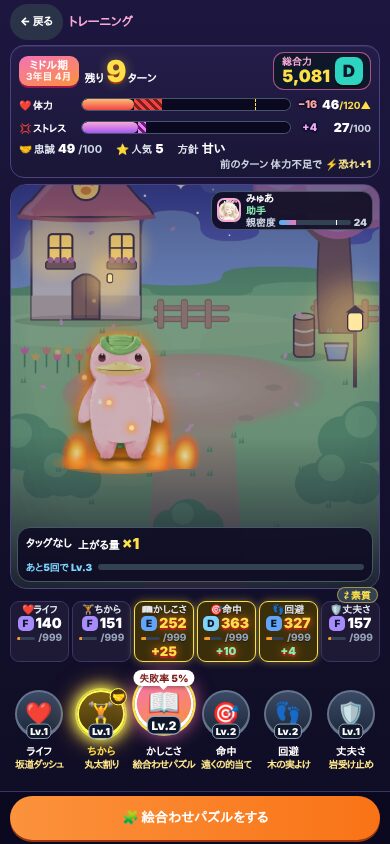 ← 戻る トレーニング
ミドル期
3年目 4月
残り9ターン
総合力
5,081 D
体力 -16 46/120▲
ストレス +4 27/100
忠誠 49 /100 人気 5 方針 甘い
前のターン 体力不足で ⚡恐れ+1
みゅあ
助手
親密度 24
タッグなし 上がる量 ×1
あと5回で Lv.3
素質
ライフ ちから かしこさ 命中 回避 丈夫さ
F 140 F 151 E 252 D 363 E 327 F 157
/999 /999 /999 /999 /999 /999
+25 +10 +4
失敗率 5%
Lv.1 Lv.1 Lv.2 Lv.2 Lv.2 Lv.1
ライフ ちから かしこさ 命中 回避 丈夫さ
坂道ダッシュ 丸太割り 絵合わせパズル 遠くの的当て 木の実よけ 岩受け止め
絵合わせパズルをする